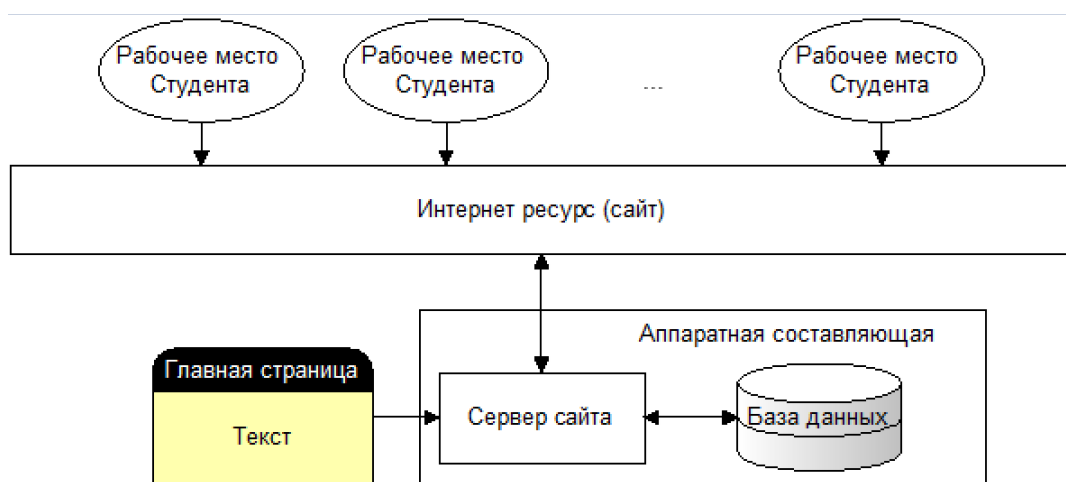 Рабочее место
Студента
Рабочее место
Студента
...
Рабочее место
Студента
Интернет ресурс (сайт)
Аппаратная составляющая
Главная страница
Текст
Сервер сайта
База данных